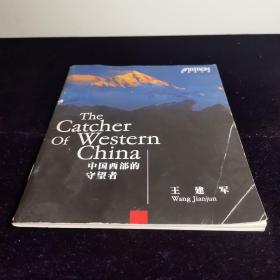 The
Catcher
Of Western
China
中国西部的
守望者
王建军
Wang Jianjun